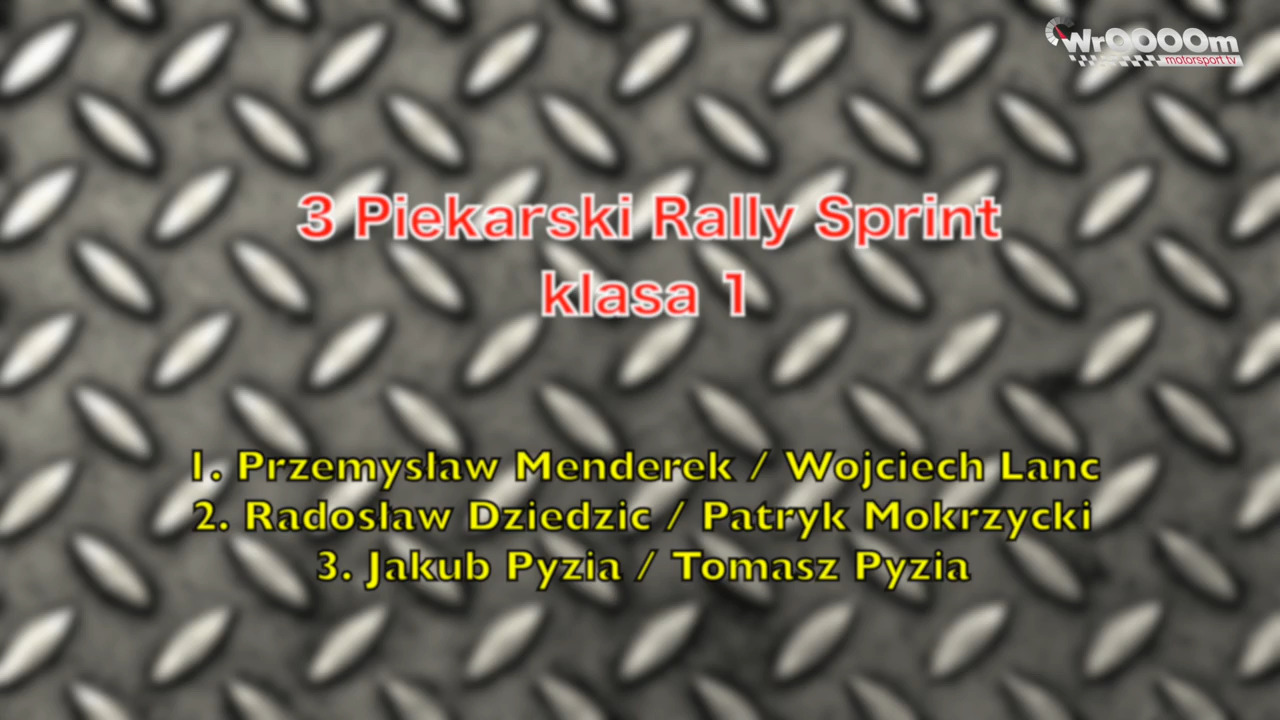 WrOOOOm
motorsport tv
3 Piekarski Rally Sprint
klasa 1
1. Przemysław Menderek / Wojciech Lanc
2. Radosław Dziedzic / Patryk Mokrzycki
3. Jakub Pyzia / Tomasz Pyzia